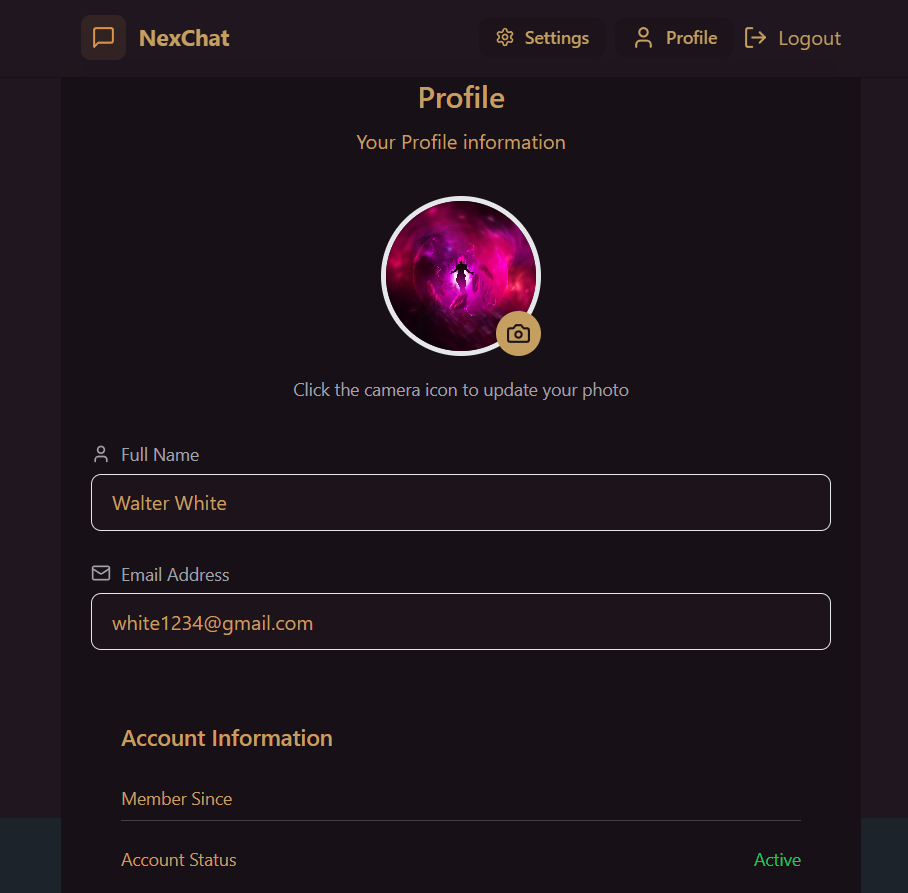 NexChat
Settings
Profile
Logout
Profile
Your Profile information
Click the camera icon to update your photo
Full Name
Walter White
Email Address
white1234@gmail.com
Account Information
Member Since
Account Status
Active